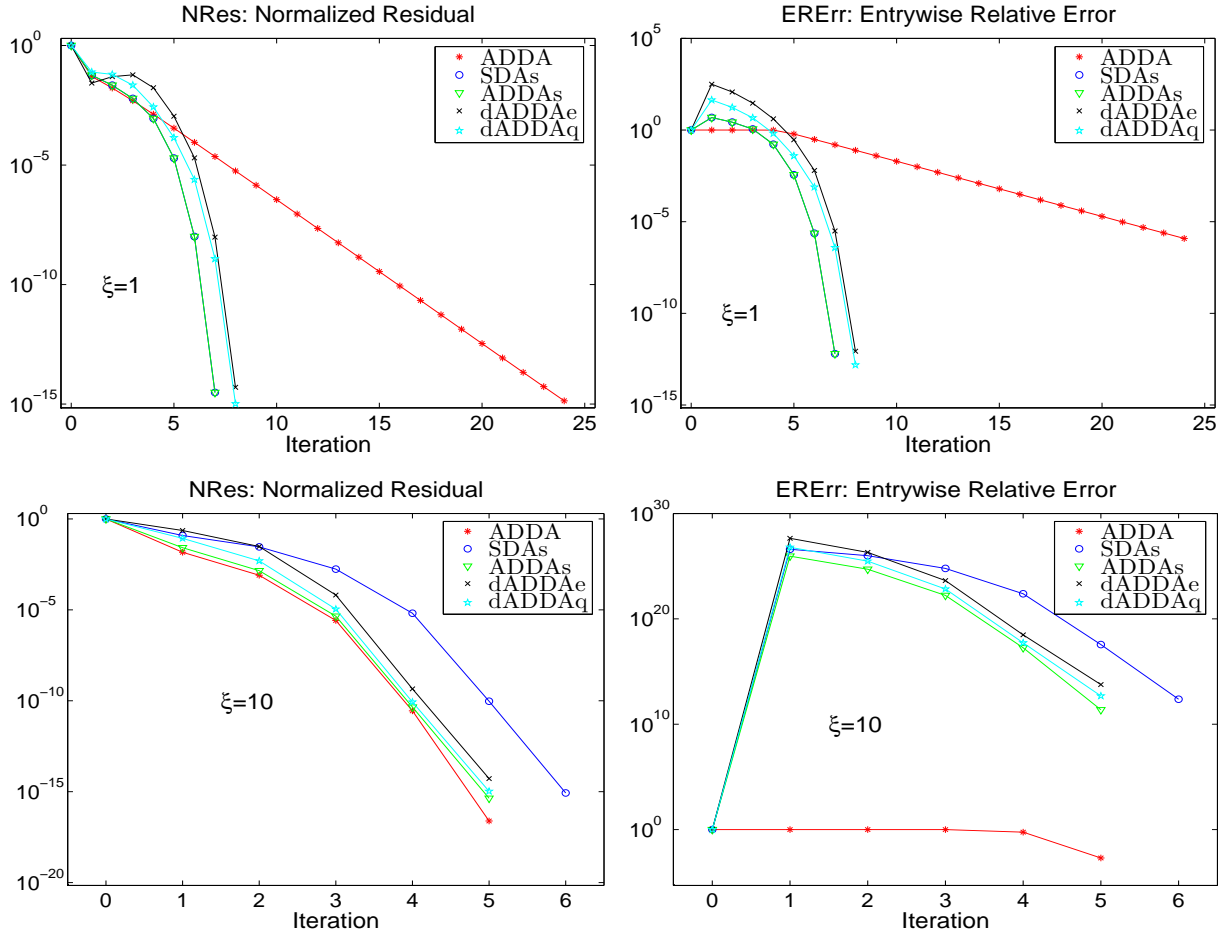 NRes: Normalized Residual
10^0
10^−5
10^−10
10^−15
0 5 10 15 20 25
Iteration
ξ=1
ADDA
SDAs
ADDAs
dADDAe
dADDAq
ERErr: Entrywise Relative Error
10^5
10^0
10^−5
10^−10
10^−15
0 5 10 15 20 25
Iteration
ξ=1
ADDA
SDAs
ADDAs
dADDAe
dADDAq
NRes: Normalized Residual
10^0
10^−5
10^−10
10^−15
10^−20
0 1 2 3 4 5 6
Iteration
ξ=10
ADDA
SDAs
ADDAs
dADDAe
dADDAq
ERErr: Entrywise Relative Error
10^30
10^20
10^10
10^0
0 1 2 3 4 5 6
Iteration
ξ=10
ADDA
SDAs
ADDAs
dADDAe
dADDAq